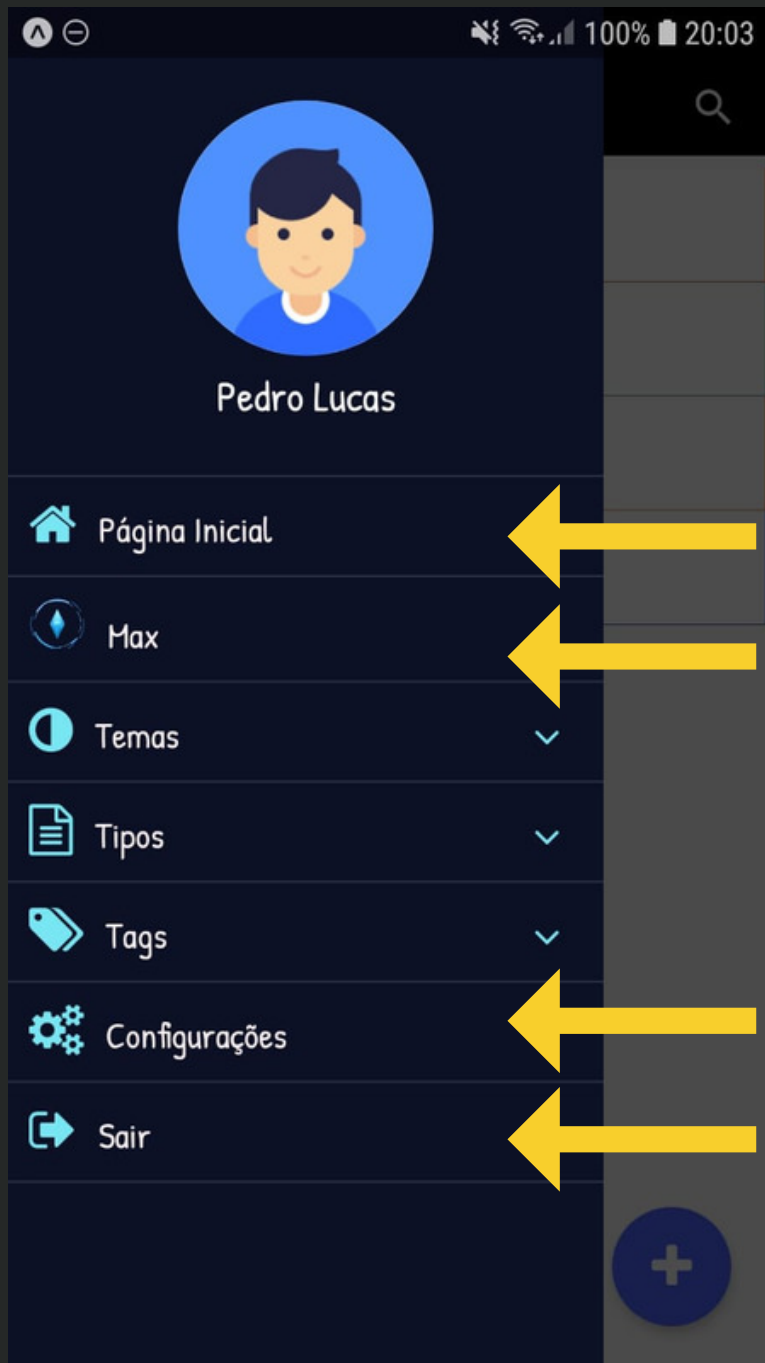 100% 20:03
Pedro Lucas
Página Inicial
Max
Temas
Tipos
Tags
Configurações
Sair